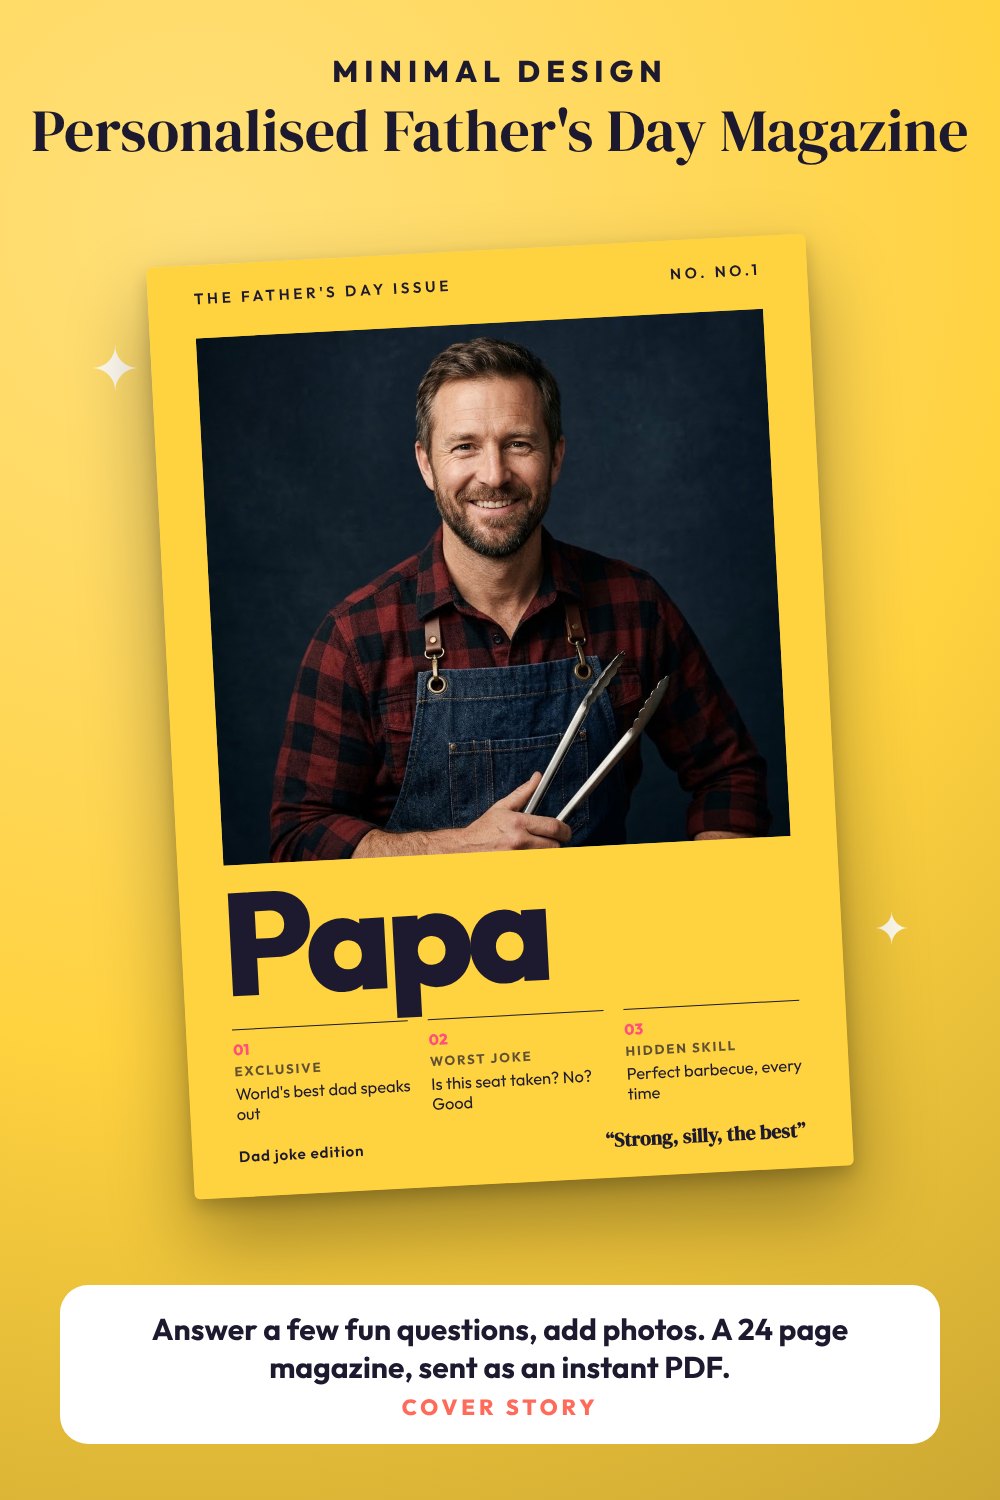 MINIMAL DESIGN
Personalised Father's Day Magazine
THE FATHER'S DAY ISSUE
NO. NO.1
Papa
01
EXCLUSIVE
World's best dad speaks
out
02
WORST JOKE
Is this seat taken? No?
Good
03
HIDDEN SKILL
Perfect barbecue, every
time
Dad joke edition
“Strong, silly, the best”
Answer a few fun questions, add photos. A 24 page
magazine, sent as an instant PDF.
COVER STORY